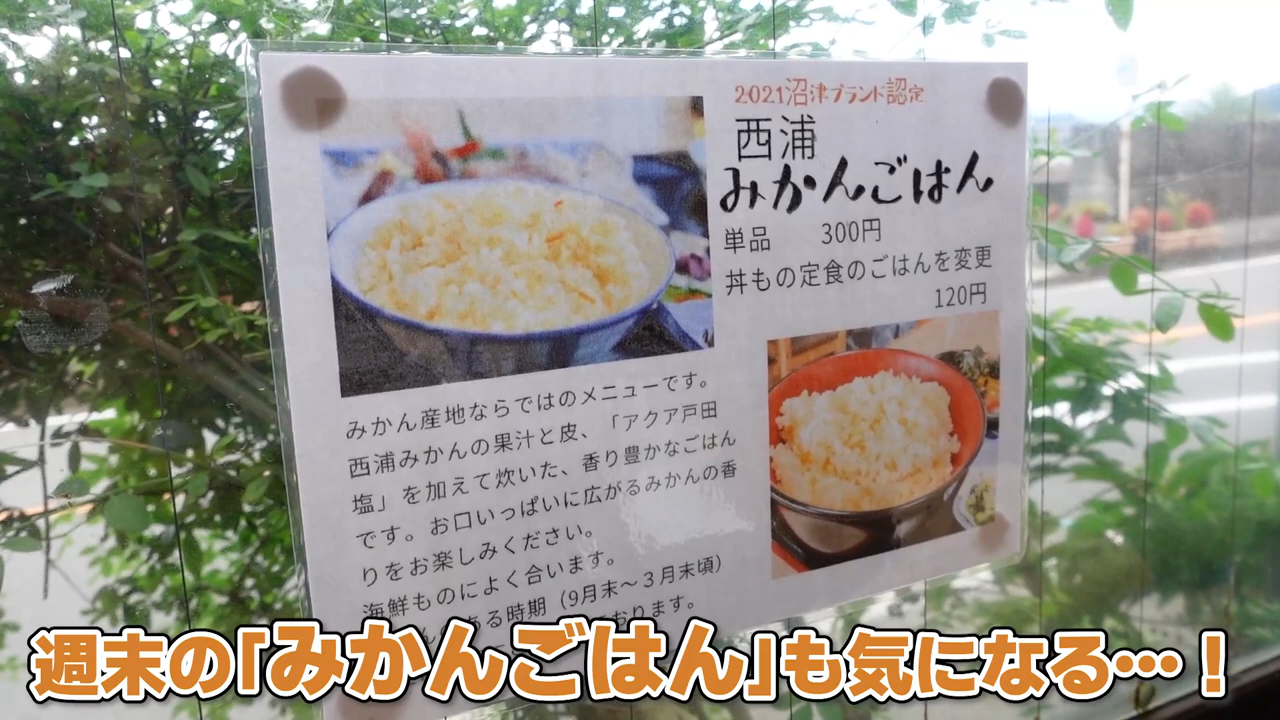 2021沼津ブランド認定
西浦
みかんごはん
単品 300円
丼もの定食のごはんを変更
120円
みかん産地ならではのメニューです。
西浦みかんの果汁と皮、「アクア戸田
塩」を加えて炊いた、香り豊かなごはん
です。お口いっぱいに広がるみかんの香
りをお楽しみください。
海鮮ものによく合います。
ある時期（9月末～3月末頃）
おります。
週末の「みかんごはん」も気になる…！